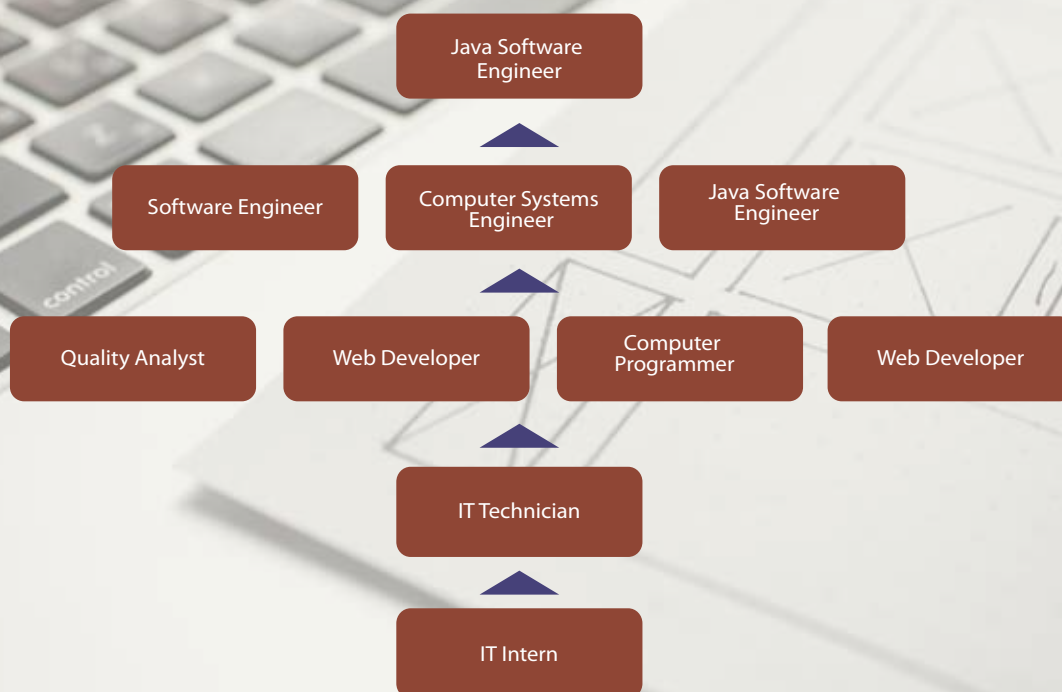 Java Software
Engineer
Software Engineer
Computer Systems
Engineer
Java Software
Engineer
Quality Analyst
Web Developer
Computer
Programmer
Web Developer
IT Technician
IT Intern
control
Z